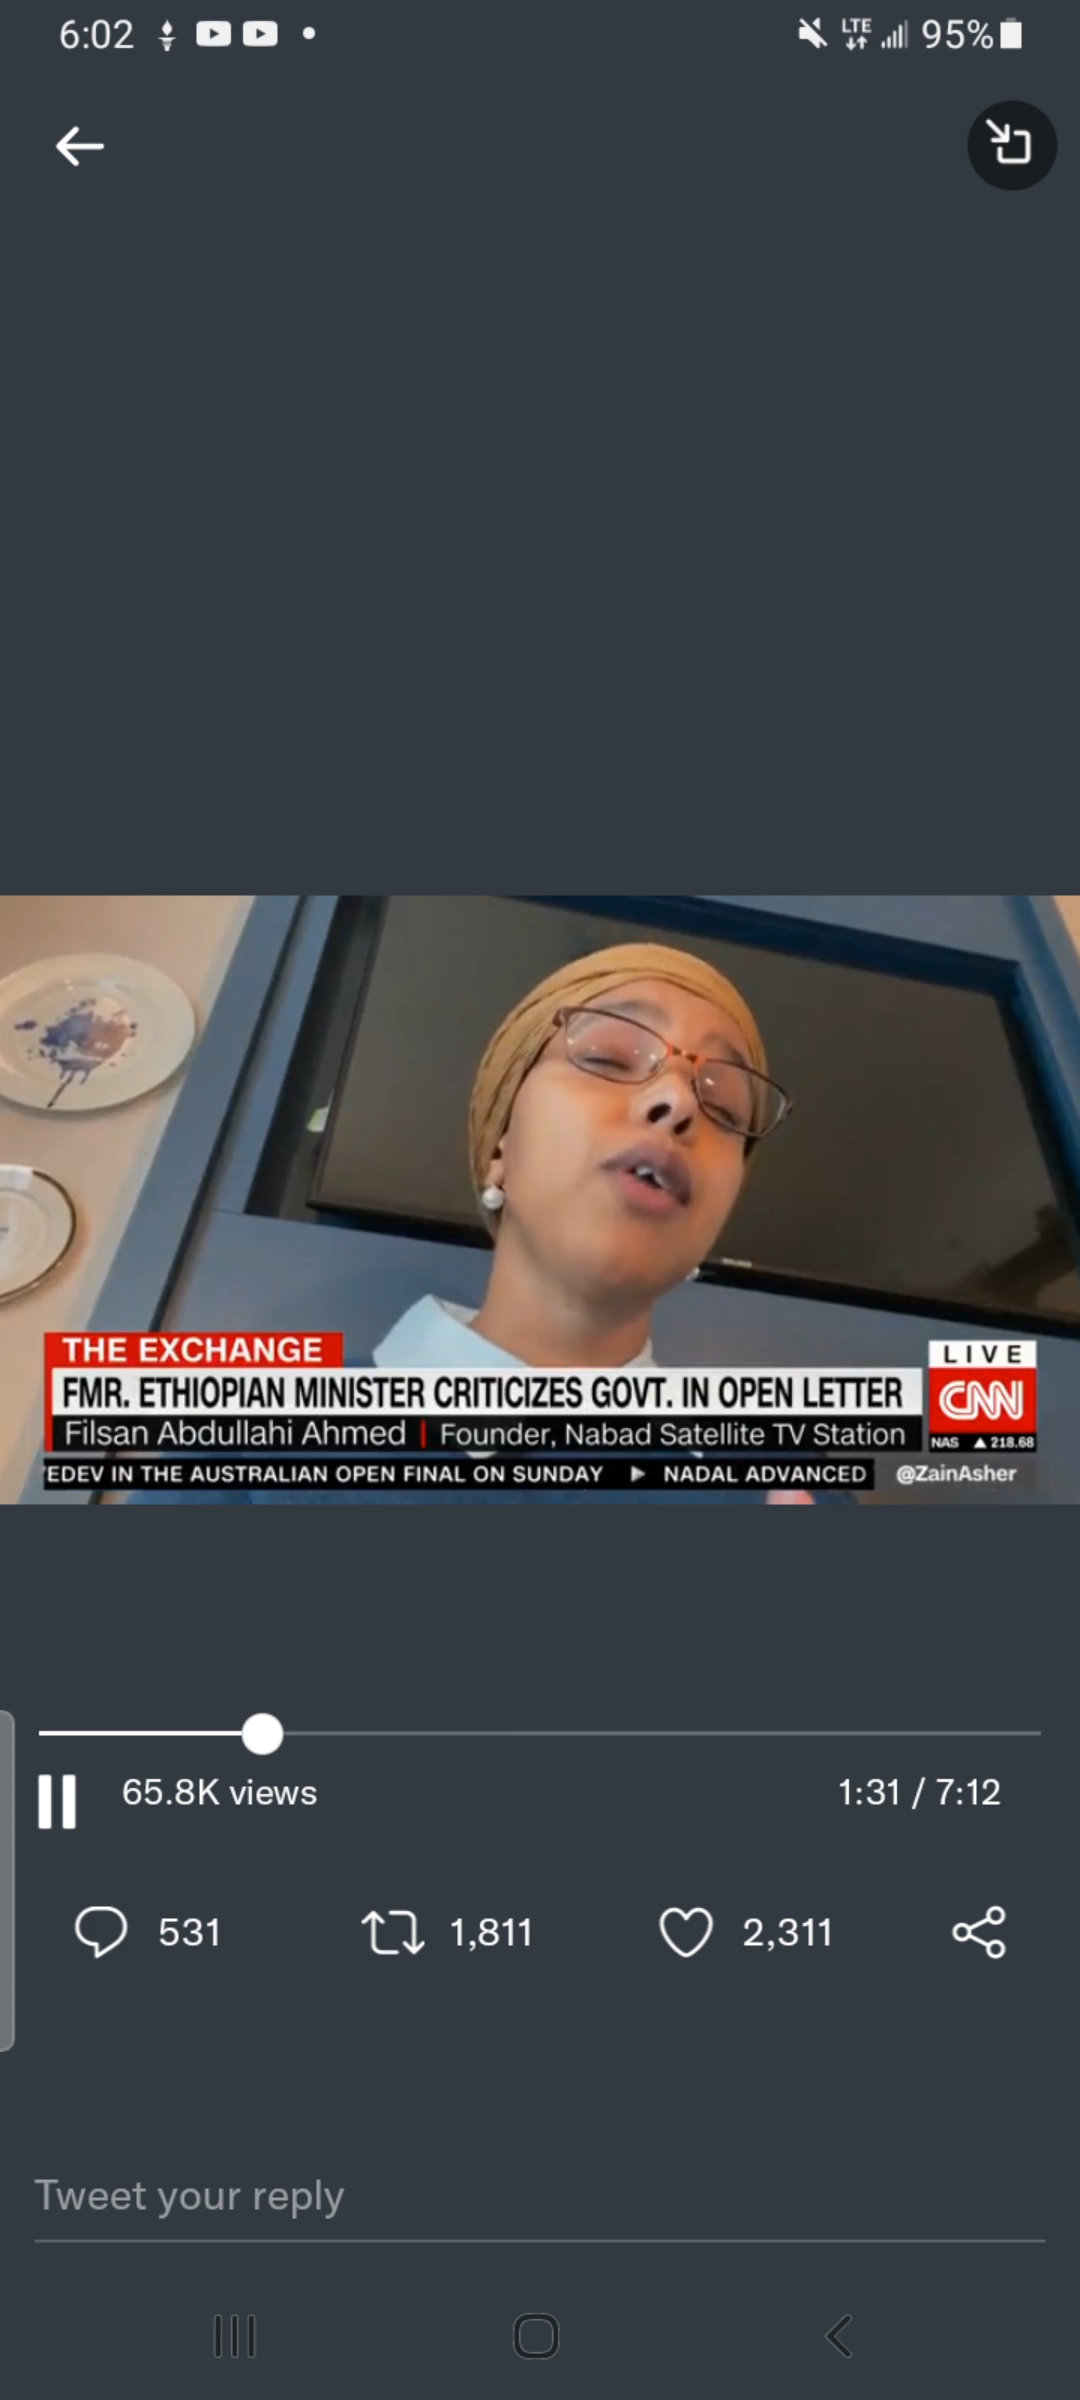 6:02
LTE 95%
THE EXCHANGE
LIVE
FMR. ETHIOPIAN MINISTER CRITICIZES GOVT. IN OPEN LETTER
CNN
Filsan Abdullahi Ahmed | Founder, Nabad Satellite TV Station
NAS ▲ 218.68
EDEV IN THE AUSTRALIAN OPEN FINAL ON SUNDAY ▶ NADAL ADVANCED
@ZainAsher
65.8K views
1:31 / 7:12
531
1,811
2,311
Tweet your reply